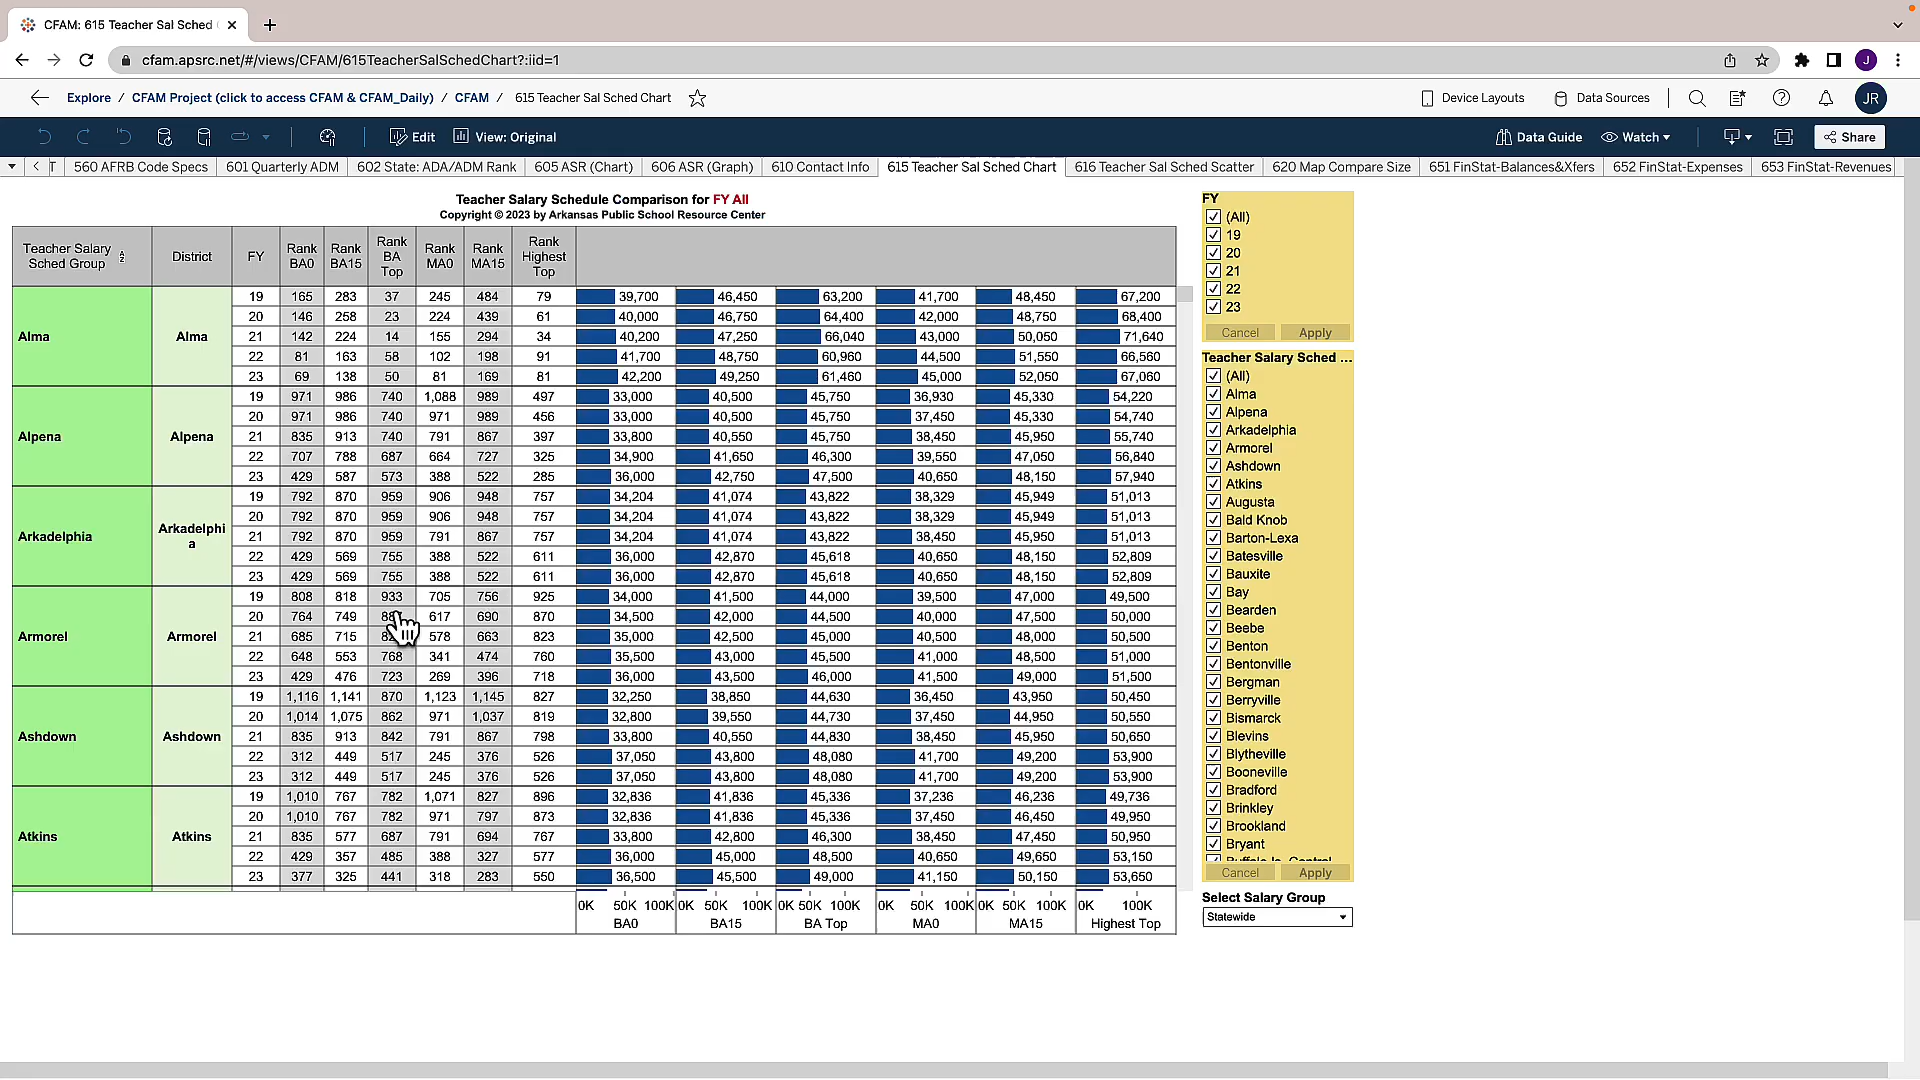 CFAM: 615 Teacher Sal Sched
cfam.apsrc.net/#/views/CFAM/615TeacherSalSchedChart?:iid=1
J
Explore / CFAM Project (click to access CFAM & CFAM_Daily) / CFAM / 615 Teacher Sal Sched Chart
Device Layouts Data Sources JR
Edit View: Original Data Guide Watch Share
T 560 AFRB Code Specs 601 Quarterly ADM 602 State: ADA/ADM Rank 605 ASR (Chart) 606 ASR (Graph) 610 Contact Info 615 Teacher Sal Sched Chart 616 Teacher Sal Sched Scatter 620 Map Compare Size 651 FinStat-Balances&Xfers 652 FinStat-Expenses 653 FinStat-Revenues
Teacher Salary Schedule Comparison for FY All
Copyright © 2023 by Arkansas Public School Resource Center
Teacher Salary Sched Group District FY Rank BA0 Rank BA15 Rank BA Top Rank MA0 Rank MA15 Rank Highest Top
Alma Alma
19 165 283 37 245 484 79 39,700 46,450 63,200 41,700 48,450 67,200
20 146 258 23 224 439 61 40,000 46,750 64,400 42,000 48,750 68,400
21 142 224 14 155 294 34 40,200 47,250 66,040 43,000 50,050 71,640
22 81 163 58 102 198 91 41,700 48,750 60,960 44,500 51,550 66,560
23 69 138 50 81 169 81 42,200 49,250 61,460 45,000 52,050 67,060
Alpena Alpena
19 971 986 740 1,088 989 497 33,000 40,500 45,750 36,930 45,330 54,220
20 971 986 740 971 989 456 33,000 40,500 45,750 37,450 45,330 54,740
21 835 913 740 791 867 397 33,800 40,550 45,750 38,450 45,950 55,740
22 707 788 687 664 727 325 34,900 41,650 46,300 39,550 47,050 56,840
23 429 587 573 388 522 285 36,000 42,750 47,500 40,650 48,150 57,940
Arkadelphia Arkadelphi
a
19 792 870 959 906 948 757 34,204 41,074 43,822 38,329 45,949 51,013
20 792 870 959 906 948 757 34,204 41,074 43,822 38,329 45,949 51,013
21 792 870 959 791 867 757 34,204 41,074 43,822 38,450 45,950 51,013
22 429 569 755 388 522 611 36,000 42,870 45,618 40,650 48,150 52,809
23 429 569 755 388 522 611 36,000 42,870 45,618 40,650 48,150 52,809
Armorel Armorel
19 808 818 933 705 756 925 34,000 41,500 44,000 39,500 47,000 49,500
20 764 749 617 690 870 34,500 42,000 44,500 40,000 47,500 50,000
21 685 715 578 663 823 35,000 42,500 45,000 40,500 48,000 50,500
22 648 553 768 341 474 760 35,500 43,000 45,500 41,000 48,500 51,000
23 429 476 723 269 396 718 36,000 43,500 46,000 41,500 49,000 51,500
Ashdown Ashdown
19 1,116 1,141 870 1,123 1,145 827 32,250 38,850 44,630 36,450 43,950 50,450
20 1,014 1,075 862 971 1,037 819 32,800 39,550 44,730 37,450 44,950 50,550
21 835 913 842 791 867 798 33,800 40,550 44,830 38,450 45,950 50,650
22 312 449 517 245 376 526 37,050 43,800 48,080 41,700 49,200 53,900
23 312 449 517 245 376 526 37,050 43,800 48,080 41,700 49,200 53,900
Atkins Atkins
19 1,010 767 782 1,071 827 896 32,836 41,836 45,336 37,236 46,236 49,736
20 1,010 767 782 971 797 873 32,836 41,836 45,336 37,450 46,450 49,950
21 835 577 687 791 694 767 33,800 42,800 46,300 38,450 47,450 50,950
22 429 357 485 388 327 577 36,000 45,000 48,500 40,650 49,650 53,150
23 377 325 441 318 283 550 36,500 45,500 49,000 41,150 50,150 53,650
0K 50K 100K 0K 50K 100K 0K 50K 100K 0K 50K 100K 0K 50K 100K 0K 100K
BA0 BA15 BA Top MA0 MA15 Highest Top
FY
(All)
19
20
21
22
23
Cancel Apply
Teacher Salary Sched ...
(All)
Alma
Alpena
Arkadelphia
Armorel
Ashdown
Atkins
Augusta
Bald Knob
Barton-Lexa
Batesville
Bauxite
Bay
Bearden
Beebe
Benton
Bentonville
Bergman
Berryville
Bismarck
Blevins
Blytheville
Booneville
Bradford
Brinkley
Brookland
Bryant
Cancel Apply
Select Salary Group
Statewide